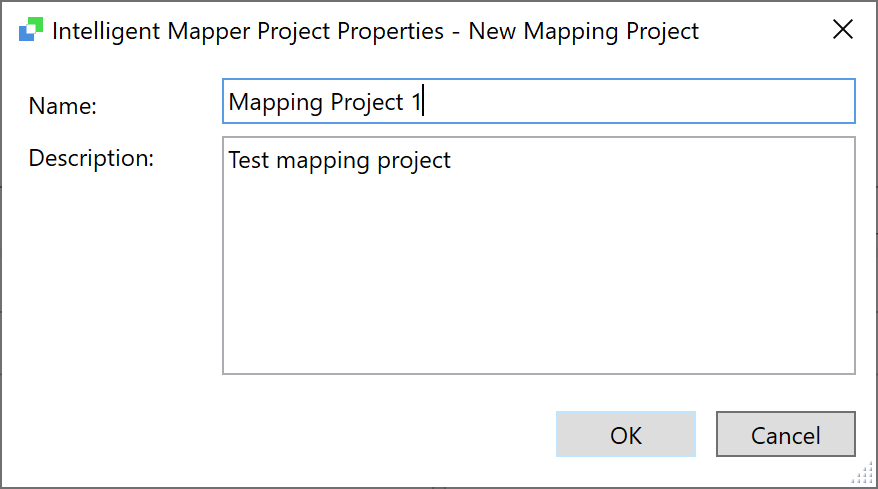 Intelligent Mapper Project Properties - New Mapping Project
Name:
Mapping Project 1
Description:
Test mapping project
OK
Cancel